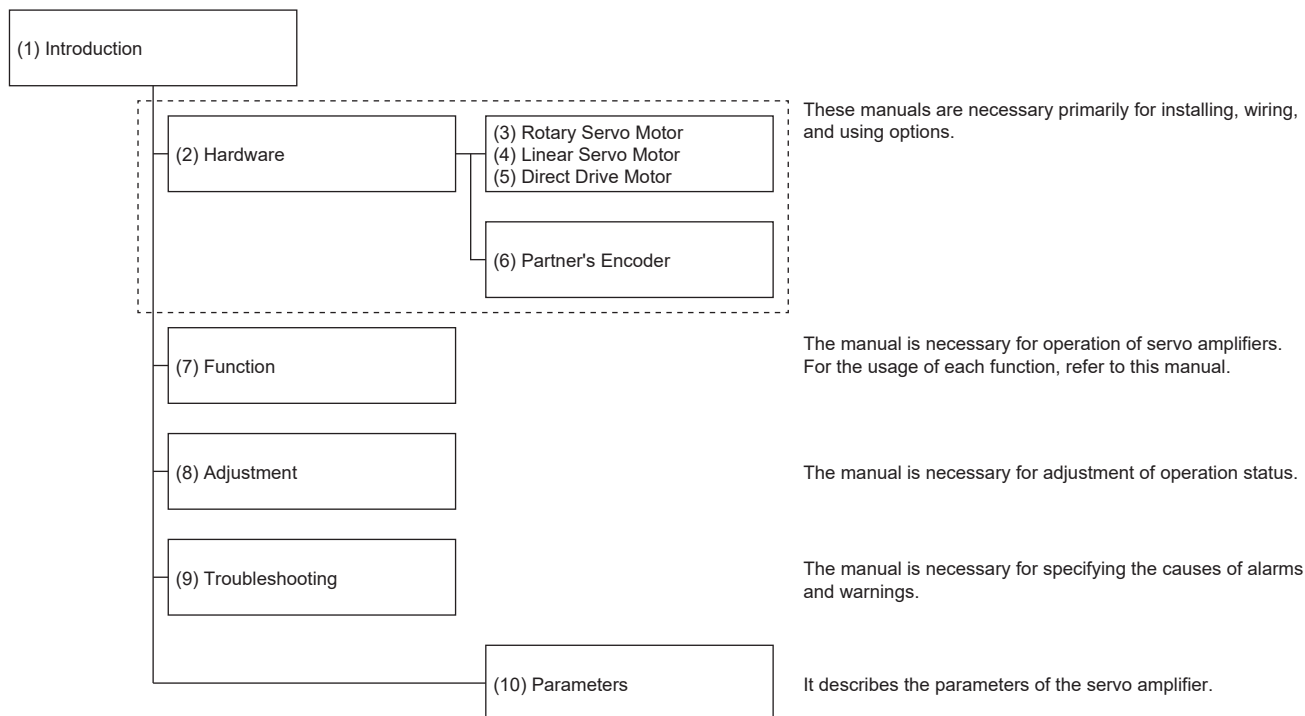 (1) Introduction
These manuals are necessary primarily for installing, wiring,
and using options.
(2) Hardware
(3) Rotary Servo Motor
(4) Linear Servo Motor
(5) Direct Drive Motor
(6) Partner's Encoder
(7) Function
The manual is necessary for operation of servo amplifiers.
For the usage of each function, refer to this manual.
(8) Adjustment
The manual is necessary for adjustment of operation status.
(9) Troubleshooting
The manual is necessary for specifying the causes of alarms
and warnings.
(10) Parameters
It describes the parameters of the servo amplifier.